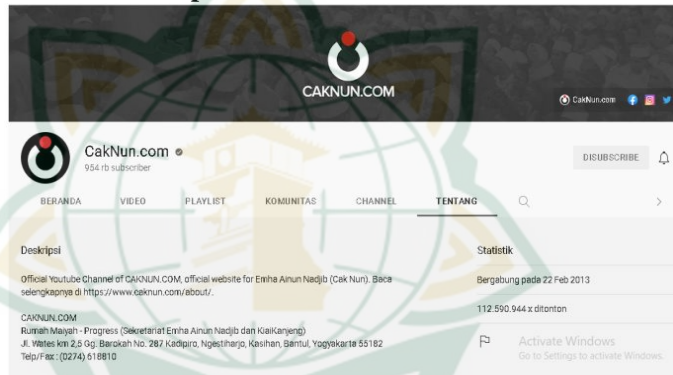 CAKNUN.COM
CakNun.com
CakNun.com
954 rb subscriber
DISUBSCRIBE
BERANDA VIDEO PLAYLIST KOMUNITAS CHANNEL TENTANG
Deskripsi
Official Youtube Channel of CAKNUN.COM, official website for Emha Ainun Nadjib (Cak Nun). Baca
selengkapnya di https://www.caknun.com/about/.
CAKNUN.COM
Rumah Maiyah - Progress (Sekretariat Emha Ainun Nadjib dan KiaiKanjeng)
Jl. Wates km 2,5 Gg. Barokah No. 287 Kadipiro, Ngestiharjo, Kasihan, Bantul, Yogyakarta 55182
Telp/Fax : (0274) 618810
Statistik
Bergabung pada 22 Feb 2013
112.590.944 x ditonton
Activate Windows
Go to Settings to activate Windows.